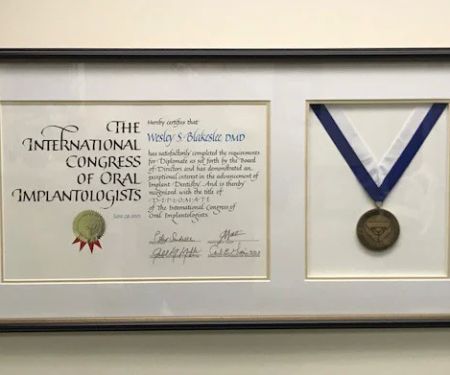 THE
INTERNATIONAL
CONGRESS
OF ORAL
IMPLANTOLOGISTS
Hereby certifies that
Wesley S. Blakeslee DMD
has satisfactorily completed the requirements
for Diplomate as set forth by the Board
of Directors and has demonstrated an
exceptional interest in the advancement of
Implant Dentistry. And is hereby
recognized with the title of
DIPLOMATE
of The International Congress of
Oral Implantologists.